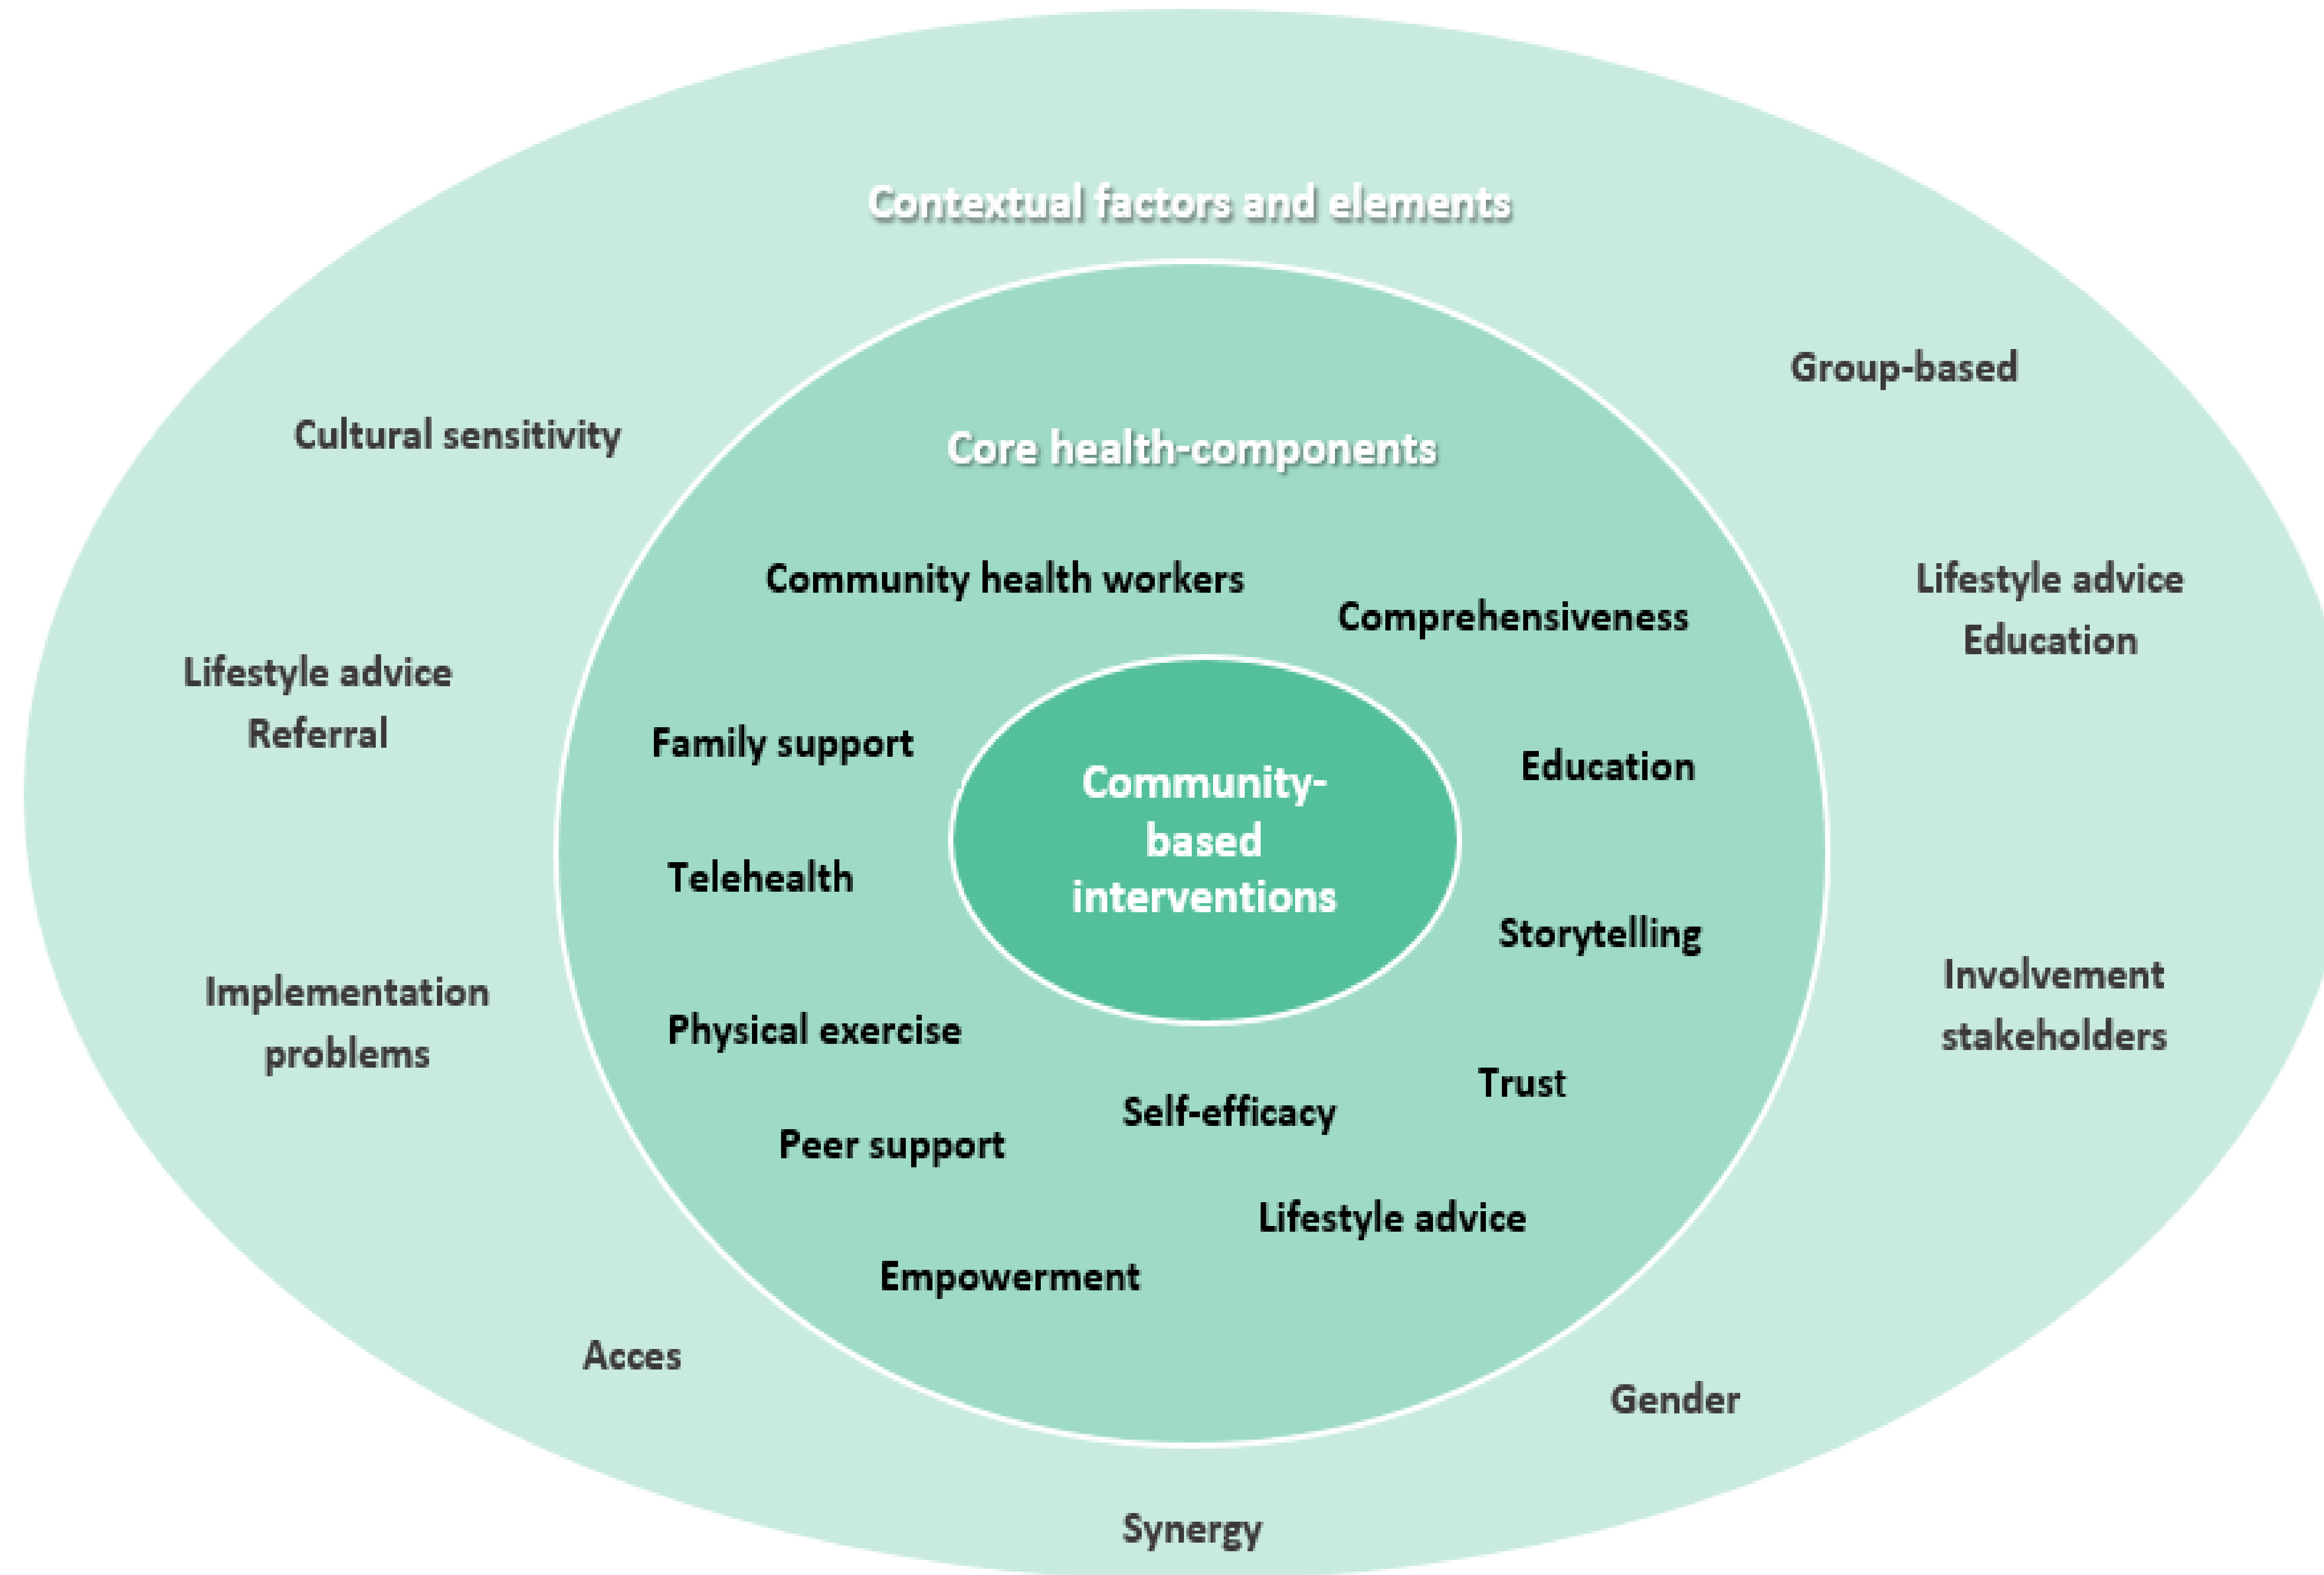 Contextual factors and elements
Group-based
Cultural sensitivity
Core health-components
Community health workers
Lifestyle advice
Education
Comprehensiveness
Lifestyle advice
Referral
Family support
Education
Community-
based
interventions
Telehealth
Storytelling
Implementation
problems
Involvement
stakeholders
Physical exercise
Trust
Self-efficacy
Peer support
Lifestyle advice
Empowerment
Acces
Gender
Synergy